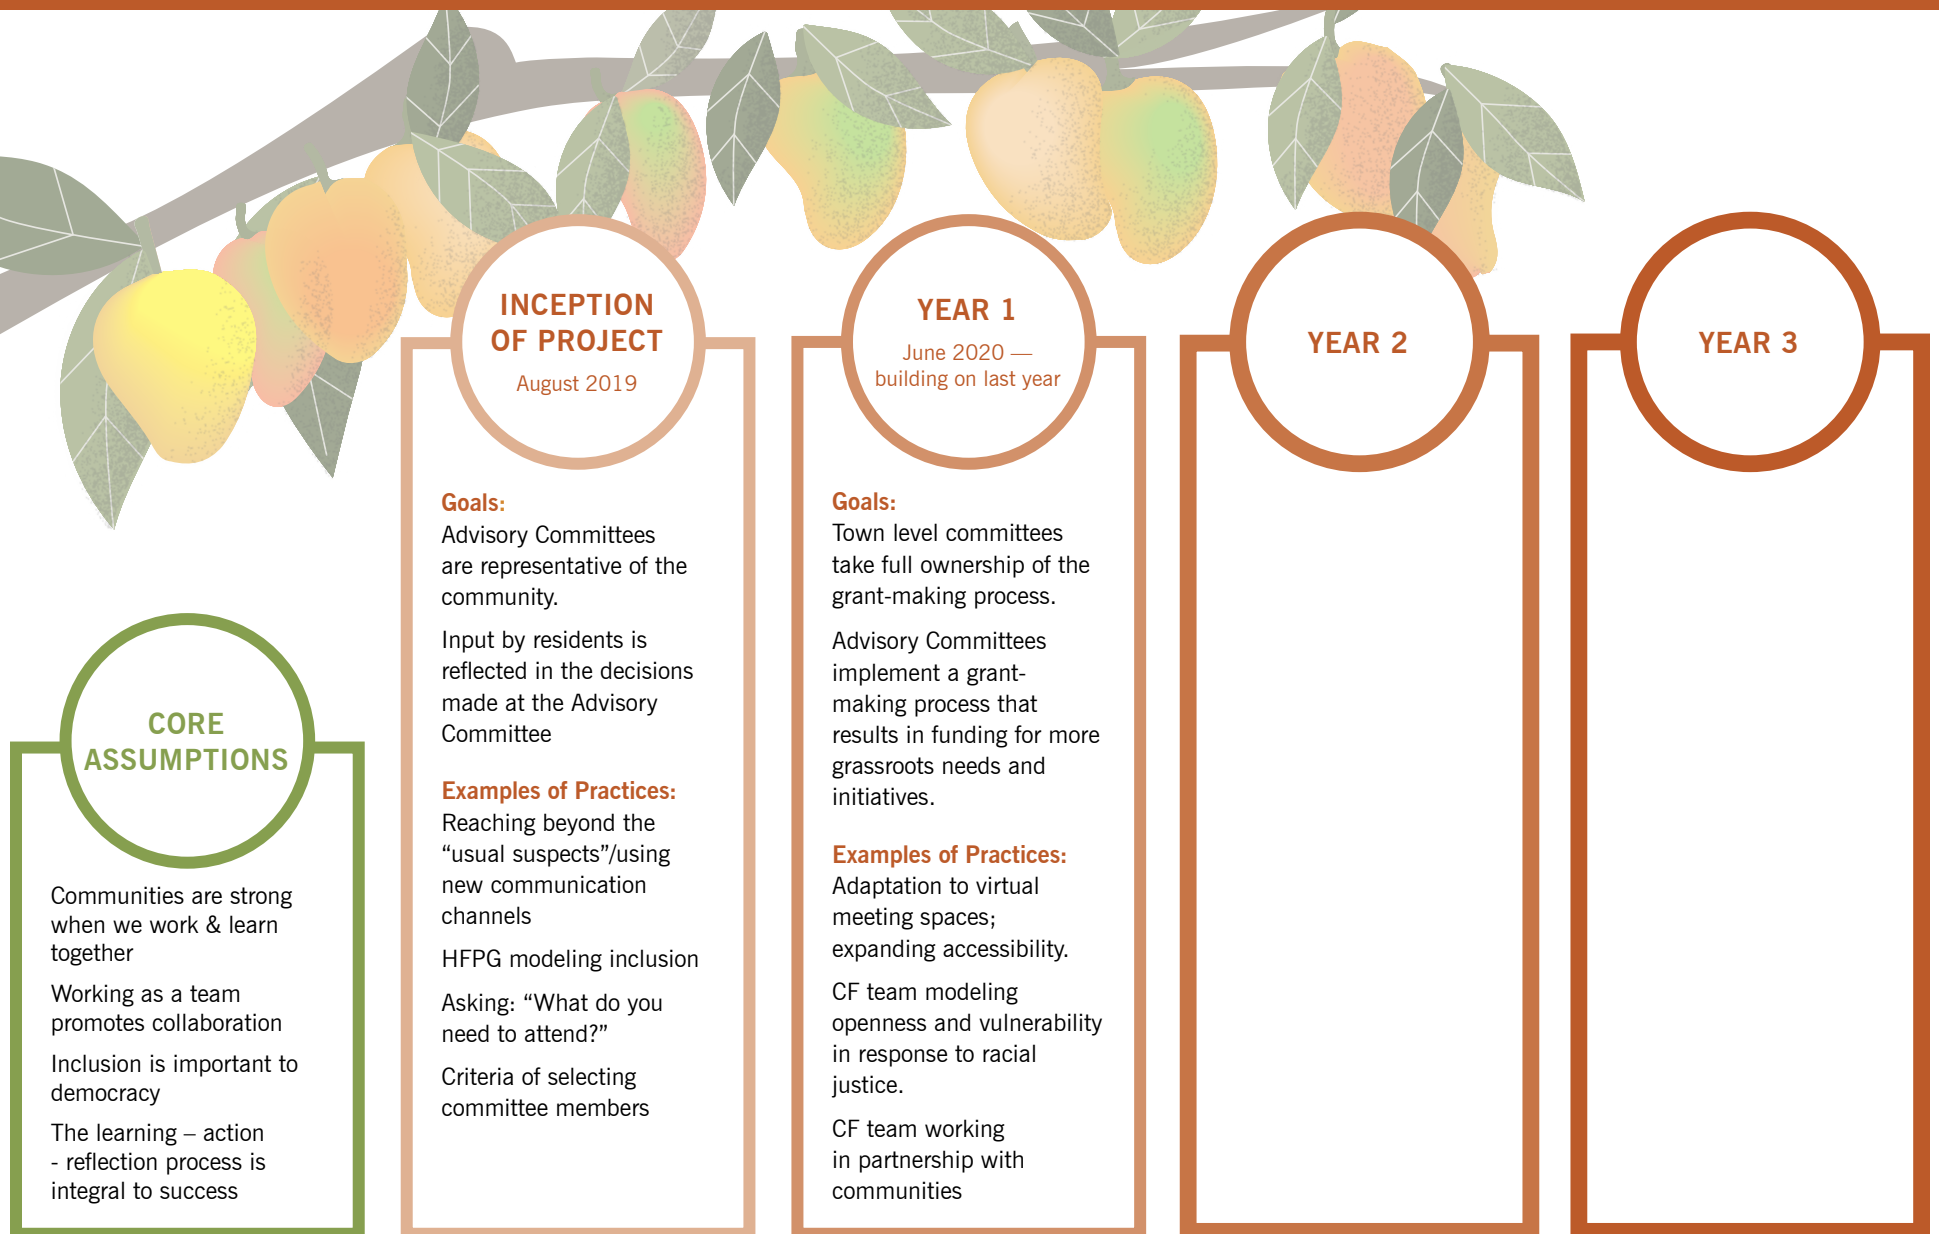 CORE
ASSUMPTIONS
Communities are strong
when we work & learn
together
Working as a team
promotes collaboration
Inclusion is important to
democracy
The learning – action
- reflection process is
integral to success
INCEPTION
OF PROJECT
August 2019
Goals:
Advisory Committees
are representative of the
community.
Input by residents is
reflected in the decisions
made at the Advisory
Committee
Examples of Practices:
Reaching beyond the
“usual suspects”/using
new communication
channels
HFPG modeling inclusion
Asking: “What do you
need to attend?”
Criteria of selecting
committee members
YEAR 1
June 2020 —
building on last year
Goals:
Town level committees
take full ownership of the
grant-making process.
Advisory Committees
implement a grant-
making process that
results in funding for more
grassroots needs and
initiatives.
Examples of Practices:
Adaptation to virtual
meeting spaces;
expanding accessibility.
CF team modeling
openness and vulnerability
in response to racial
justice.
CF team working
in partnership with
communities
YEAR 2
YEAR 3